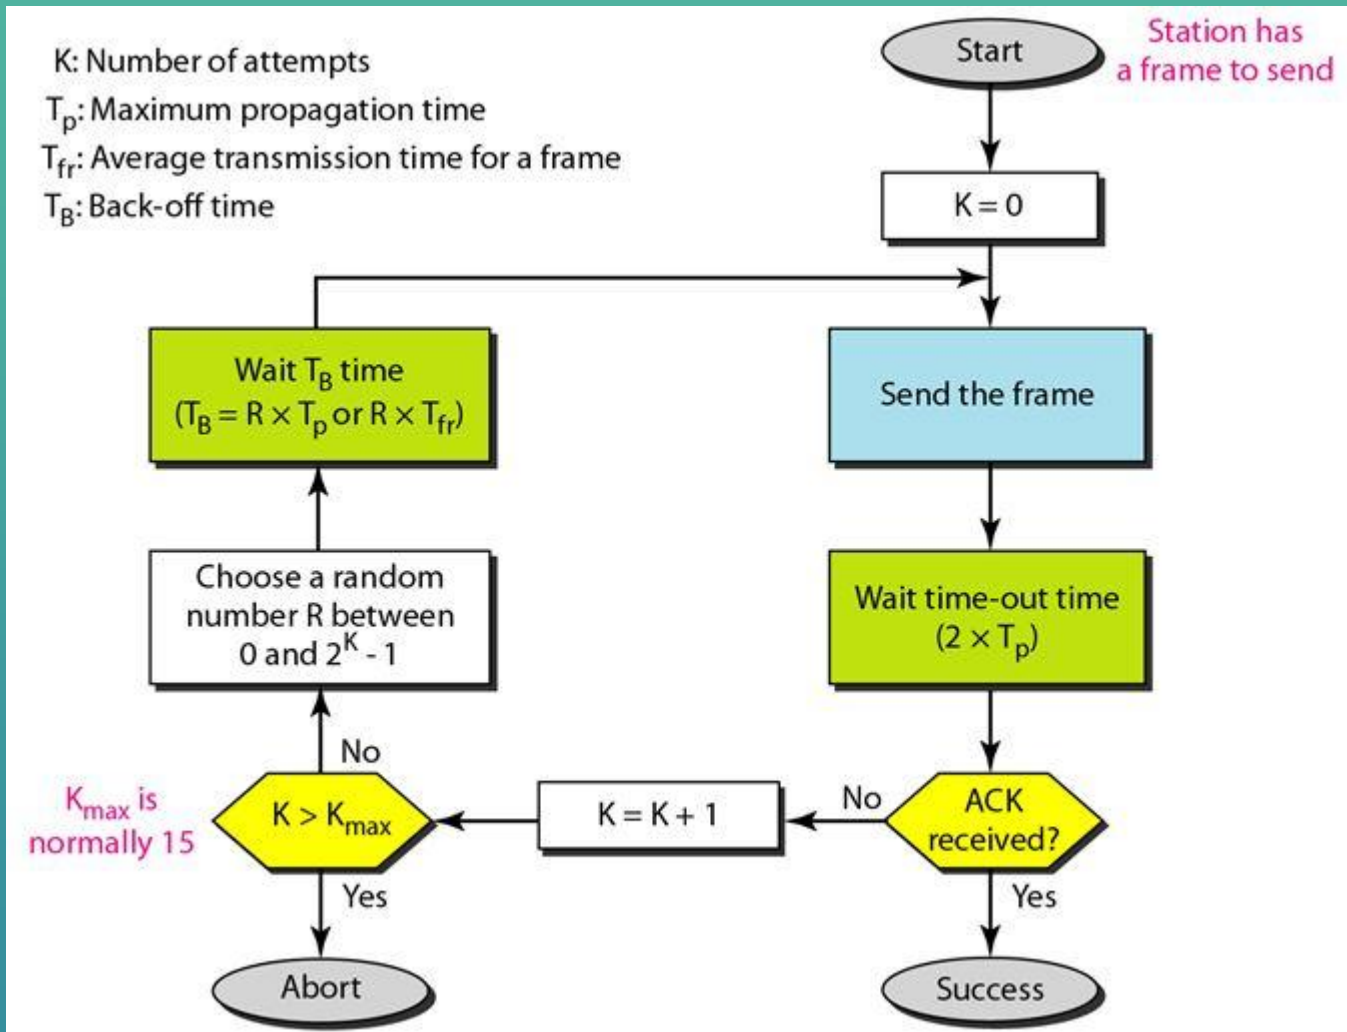 K: Number of attempts
Tp: Maximum propagation time
Tfr: Average transmission time for a frame
TB: Back-off time
Start
Station has
a frame to send
K = 0
Wait TB time
(TB = R × Tp or R × Tfr)
Send the frame
Choose a random
number R between
0 and 2^K - 1
Wait time-out time
(2 × Tp)
No
Kmax is
normally 15
K > Kmax
K = K + 1
No
ACK
received?
Yes
Yes
Abort
Success